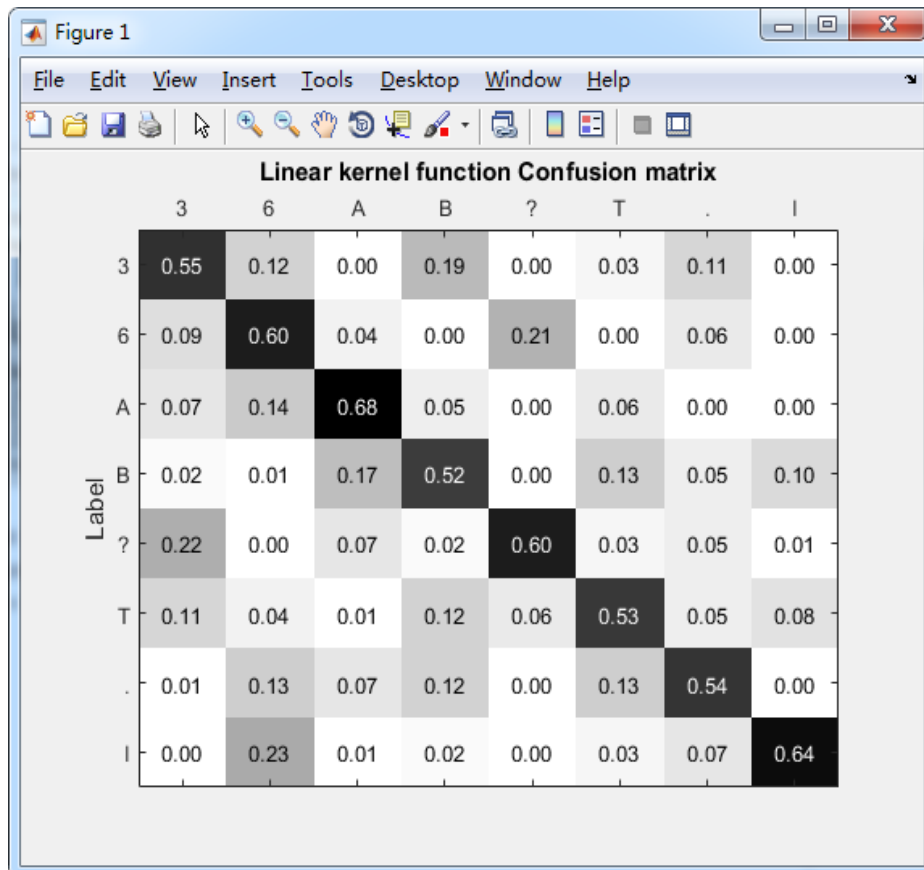 Figure 1
File Edit View Insert Tools Desktop Window Help
Linear kernel function Confusion matrix
3 6 A B ? T . I
3 0.55 0.12 0.00 0.19 0.00 0.03 0.11 0.00
6 0.09 0.60 0.04 0.00 0.21 0.00 0.06 0.00
A 0.07 0.14 0.68 0.05 0.00 0.06 0.00 0.00
B 0.02 0.01 0.17 0.52 0.00 0.13 0.05 0.10
Label
? 0.22 0.00 0.07 0.02 0.60 0.03 0.05 0.01
T 0.11 0.04 0.01 0.12 0.06 0.53 0.05 0.08
. 0.01 0.13 0.07 0.12 0.00 0.13 0.54 0.00
I 0.00 0.23 0.01 0.02 0.00 0.03 0.07 0.64